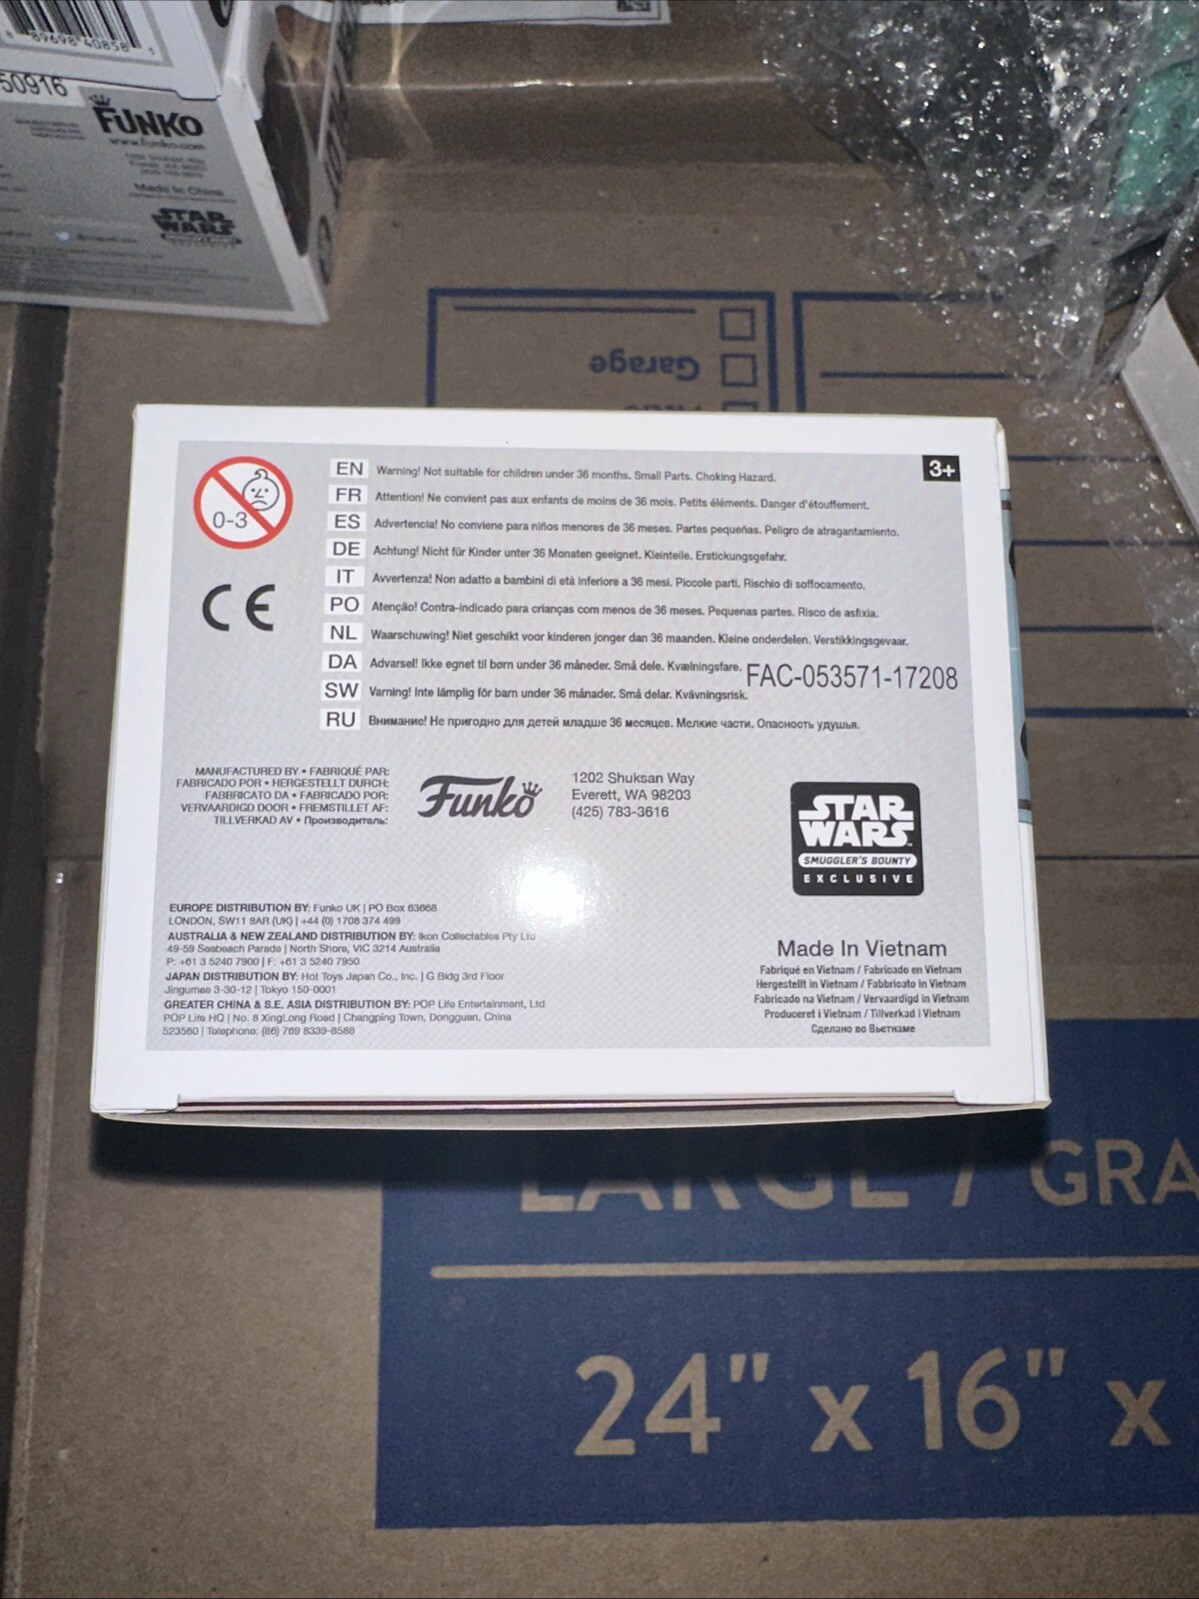 89698 40858 5
50916
FUNKO
www.funko.com
Made In China
STAR
WARS
Garage
0-3
EN Warning! Not suitable for children under 36 months. Small Parts. Choking Hazard.
3+
FR Attention! Ne convient pas aux enfants de moins de 36 mois. Petits éléments. Danger d'étouffement.
ES Advertencia! No conviene para niños menores de 36 meses. Partes pequeñas. Peligro de atragantamiento.
DE Achtung! Nicht für Kinder unter 36 Monaten geeignet. Kleinteile. Erstickungsgefahr.
IT Avvertenza! Non adatto a bambini di età inferiore a 36 mesi. Piccole parti. Rischio di soffocamento.
CE
PO Atenção! Contra-indicado para crianças com menos de 36 meses. Pequenas partes. Risco de asfixia.
NL Waarschuwing! Niet geschikt voor kinderen jonger dan 36 maanden. Kleine onderdelen. Verstikkingsgevaar.
DA Advarsel! Ikke egnet til børn under 36 måneder. Små dele. Kvælningsfare.
FAC-053571-17208
SW Varning! Inte lämplig för barn under 36 månader. Små delar. Kvävningsrisk.
RU Внимание! Не пригодно для детей младше 36 месяцев. Мелкие части. Опасность удушья.
MANUFACTURED BY • FABRIQUÉ PAR:
FABRICADO POR • HERGESTELLT DURCH:
FABBRICATO DA • FABRICADO POR:
VERVAARDIGD DOOR • FREMSTILLET AF:
TILLVERKAD AV • Производитель:
Funko
1202 Shuksan Way
Everett, WA 98203
(425) 783-3616
STAR
WARS
SMUGGLER'S BOUNTY
EXCLUSIVE
EUROPE DISTRIBUTION BY: Funko UK | PO Box 63868
LONDON, SW11 9AR (UK) | +44 (0) 1708 374 499
AUSTRALIA & NEW ZEALAND DISTRIBUTION BY: Ikon Collectables Pty Ltd
49-59 Seabeach Parade | North Shore, VIC 3214 Australia
P: +61 3 5240 7900 | F: +61 3 5240 7950
JAPAN DISTRIBUTION BY: Hot Toys Japan Co., Inc. | G Bldg 3rd Floor
Jingumae 3-30-12 | Tokyo 150-0001
GREATER CHINA & S.E. ASIA DISTRIBUTION BY: POP Life Entertainment, Ltd
POP Life HQ | No. 8 XingLong Road | Changping Town, Dongguan, China
523560 | Telephone: (86) 769 8339-8588
Made In Vietnam
Fabriqué en Vietnam / Fabricado en Vietnam
Hergestellt in Vietnam / Fabbricato in Vietnam
Fabricado na Vietnam / Vervaardigd in Vietnam
Produceret i Vietnam / Tillverkad i Vietnam
Сделано во Вьетнаме
LARGE / GRA
24" x 16" x